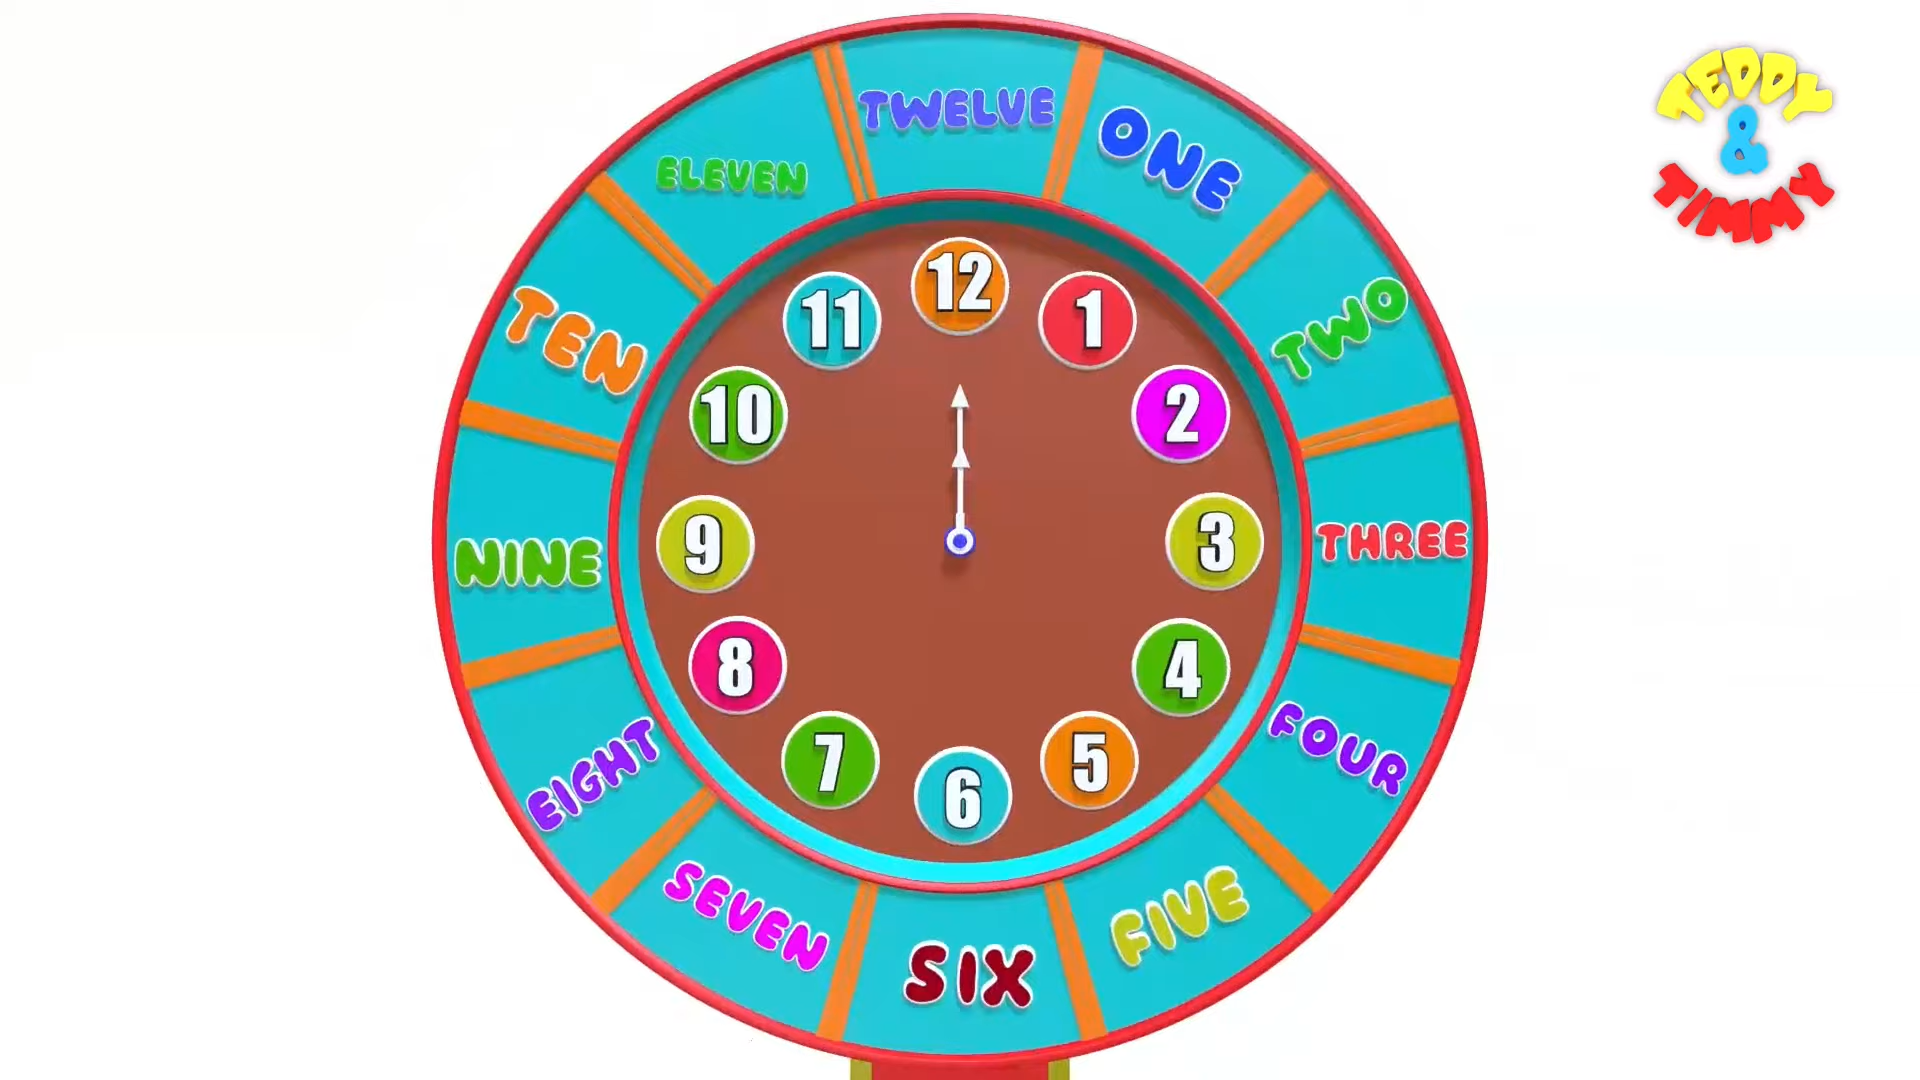 TWELVE
ONE
TWO
THREE
FOUR
FIVE
SIX
SEVEN
EIGHT
NINE
TEN
ELEVEN
12
1
2
3
4
5
6
7
8
9
10
11
TEDDY
&
TIMMY